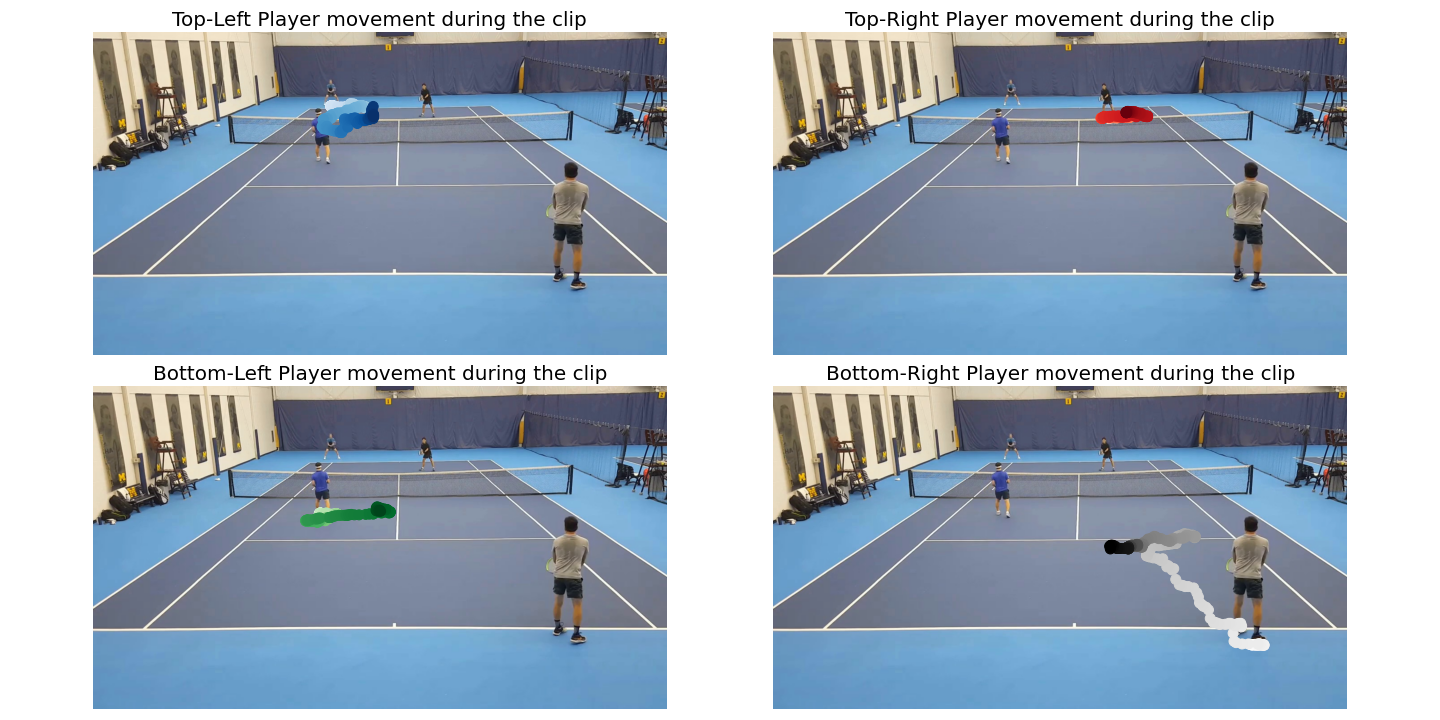 Top-Left Player movement during the clip
Top-Right Player movement during the clip
Bottom-Left Player movement during the clip
Bottom-Right Player movement during the clip